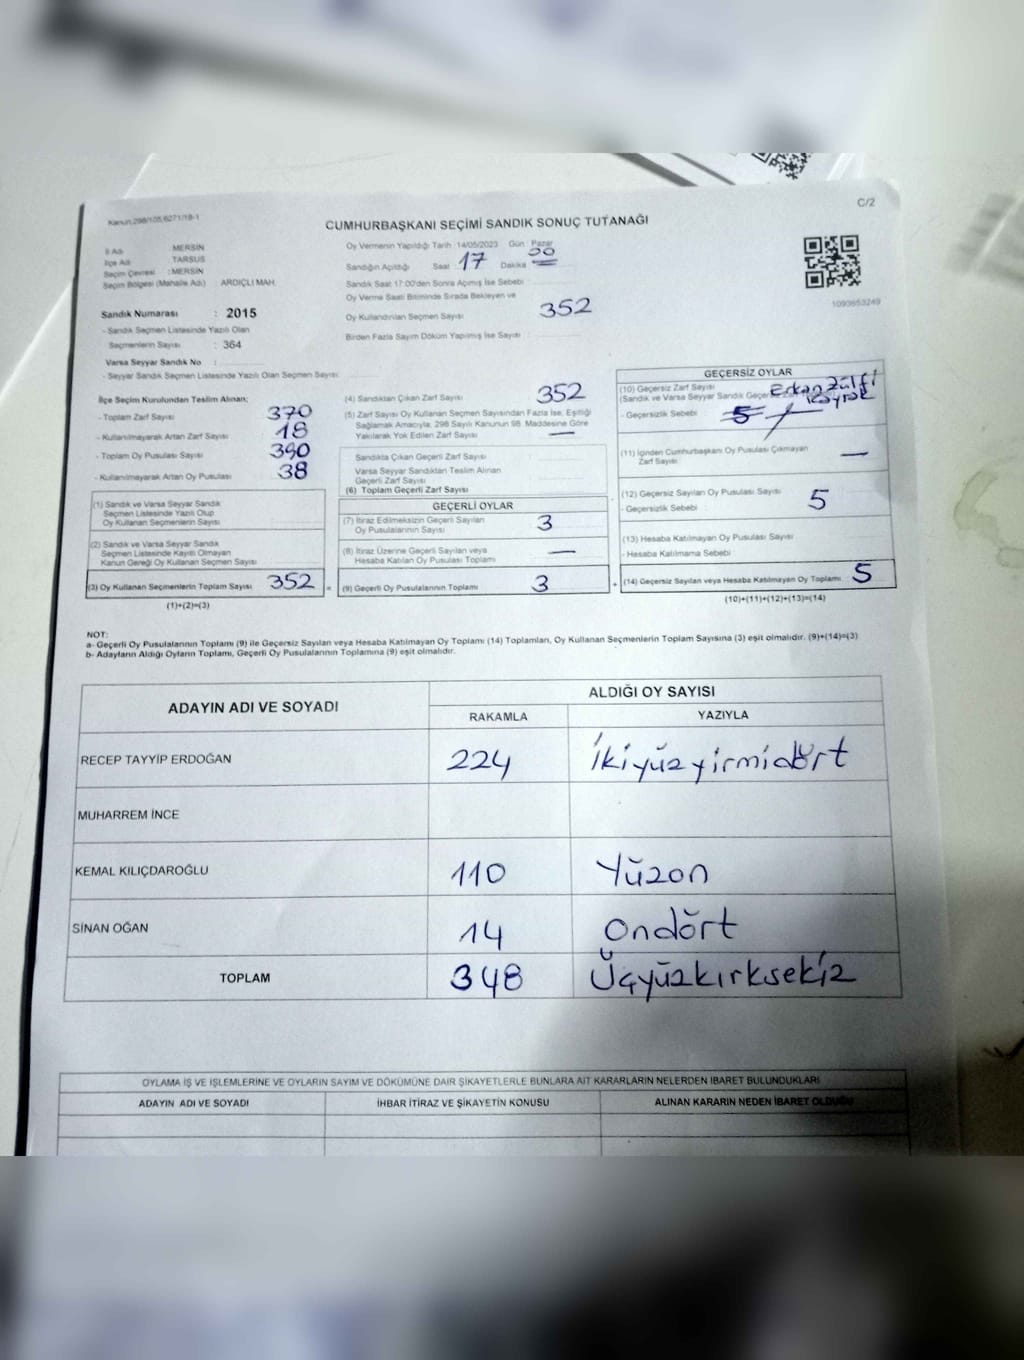 C/2
Kanun:298/105,6271/18-1
CUMHURBAŞKANI SEÇİMİ SANDIK SONUÇ TUTANAĞI
İl Adı : MERSİN
İlçe Adı : TARSUS
Seçim Çevresi : MERSİN
Seçim Bölgesi (Mahalle Adı) ARDIÇLI MAH.
Sandık Numarası : 2015
- Sandık Seçmen Listesinde Yazılı Olan
Seçmenlerin Sayısı : 364
Varsa Seyyar Sandık No :
- Seyyar Sandık Seçmen Listesinde Yazılı Olan Seçmen Sayısı:
Oy Vermenin Yapıldığı Tarih :14/05/2023 Gün : Pazar
Sandığın Açıldığı Saat 17 Dakika 00
Sandık Saat 17:00'den Sonra Açımış İse Sebebi :
Oy Verme Saati Bitiminde Sırada Bekleyen ve
Oy Kullandırılan Seçmen Sayısı : 352
Birden Fazla Sayım Döküm Yapılmış İse Sayısı :
1093653249
İlçe Seçim Kurulundan Teslim Alınan;
- Toplam Zarf Sayısı : 370
- Kullanılmayarak Artan Zarf Sayısı : 18
- Toplam Oy Pusulası Sayısı : 390
- Kullanılmayarak Artan Oy Pusulası : 38
(4) Sandıktan Çıkan Zarf Sayısı : 352
(5) Zarf Sayısı Oy Kullanan Seçmen Sayısından Fazla İse, Eşitliği
Sağlamak Amacıyla; 298 Sayılı Kanunun 98. Maddesine Göre
Yakılarak Yok Edilen Zarf Sayısı : —
Sandıkta Çıkan Geçerli Zarf Sayısı :
Varsa Seyyar Sandıktan Teslim Alınan
Geçerli Zarf Sayısı
(6) Toplam Geçerli Zarf Sayısı
GEÇERSİZ OYLAR
(10) Geçersiz Zarf Sayısı
(Sandık ve Varsa Seyyar Sandık Geçersiz
Erkan Zülfi
- Geçersizlik Sebebi : 5
(11) İçinden Cumhurbaşkanı Oy Pusulası Çıkmayan
Zarf Sayısı : —
(12) Geçersiz Sayılan Oy Pusulası Sayısı : 5
- Geçersizlik Sebebi :
(13) Hesaba Katılmayan Oy Pusulası Sayısı
- Hesaba Katılmama Sebebi
(14) Geçersiz Sayılan veya Hesaba Katılmayan Oy Toplamı 5
(10)+(11)+(12)+(13)=(14)
(1) Sandık ve Varsa Seyyar Sandık
Seçmen Listesinde Yazılı Olup
Oy Kullanan Seçmenlerin Sayısı
(2) Sandık ve Varsa Seyyar Sandık
Seçmen Listesinde Kayıtlı Olmayan
Kanun Gereği Oy Kullanan Seçmen Sayısı
(3) Oy Kullanan Seçmenlerin Toplam Sayısı 352
(1)+(2)=(3)
GEÇERLİ OYLAR
(7) İtiraz Edilmeksizin Geçerli Sayılan
Oy Pusulalarının Sayısı : 3
(8) İtiraz Üzerine Geçerli Sayılan veya
Hesaba Katılan Oy Pusulası Toplamı —
(9) Geçerli Oy Pusulalarının Toplamı 3
NOT:
a- Geçerli Oy Pusulalarının Toplamı (9) ile Geçersiz Sayılan veya Hesaba Katılmayan Oy Toplamı (14) Toplamları, Oy Kullanan Seçmenlerin Toplam Sayısına (3) eşit olmalıdır. (9)+(14)=(3)
b- Adayların Aldığı Oyların Toplamı, Geçerli Oy Pusulalarının Toplamına (9) eşit olmalıdır.
ADAYIN ADI VE SOYADI ALDIĞI OY SAYISI
RAKAMLA YAZIYLA
RECEP TAYYİP ERDOĞAN 224 İkiyüzyirmidört
MUHARREM İNCE
KEMAL KILIÇDAROĞLU 110 Yüzon
SİNAN OĞAN 14 Ondört
TOPLAM 348 Üçyüzkırksekiz
OYLAMA İŞ VE İŞLEMLERİNE VE OYLARIN SAYIM VE DÖKÜMÜNE DAİR ŞİKAYETLERLE BUNLARA AİT KARARLARIN NELERDEN İBARET BULUNDUKLARI
ADAYIN ADI VE SOYADI İHBAR İTİRAZ VE ŞİKAYETİN KONUSU ALINAN KARARIN NEDEN İBARET OLDUĞU